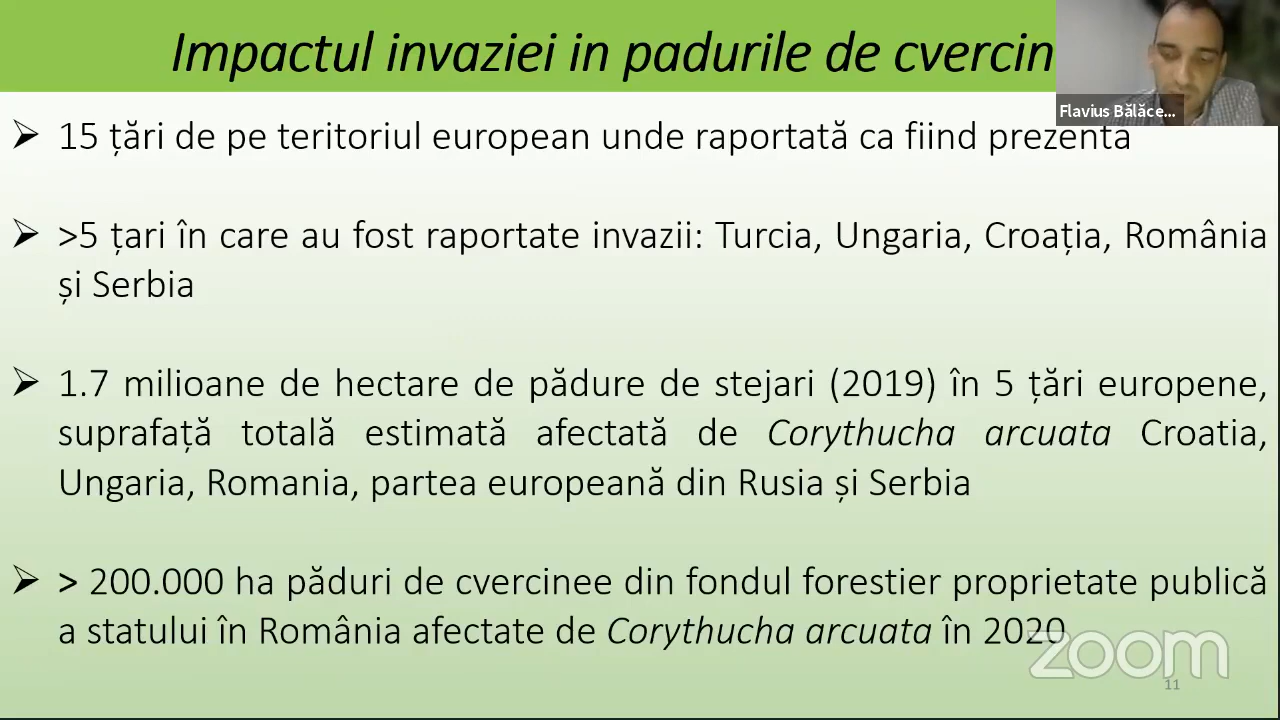 Impactul invaziei in padurile de cvercin
Flavius Bălăce...
➢ 15 țări de pe teritoriul european unde raportată ca fiind prezenta
➢ >5 țari în care au fost raportate invazii: Turcia, Ungaria, Croația, România
și Serbia
➢ 1.7 milioane de hectare de pădure de stejari (2019) în 5 țări europene,
suprafață totală estimată afectată de Corythucha arcuata Croatia,
Ungaria, Romania, partea europeană din Rusia și Serbia
➢ > 200.000 ha păduri de cvercinee din fondul forestier proprietate publică
a statului în România afectate de Corythucha arcuata în 2020
zoom
11